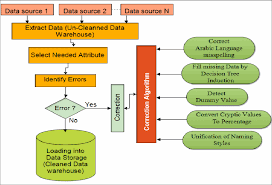 Data source 1
Data source 2
Data source N
Extract Data (Un-Cleaned Data
Warehouse)
Select Needed Attribute
Identify Errors
Error ?
Yes
No
Correction
Correction Algorithm
Loading into
Data Storage
(Cleaned Data
warehouse)
Correct
Arabic Language
misspelling
Fill missing Data by
Decision Tree
Induction
Detect
Dummy Value
Convert Cryptic Values
To Percentage
Unification of Naming
Styles